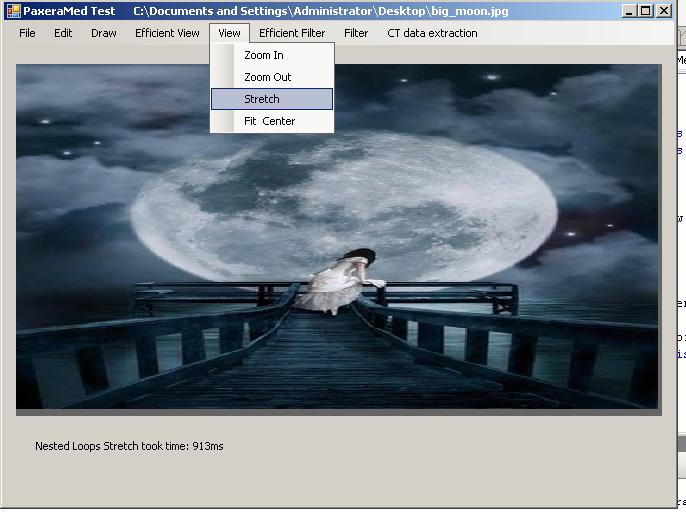 PaxeraMed Test C:\Documents and Settings\Administrator\Desktop\big_moon.jpg
File Edit Draw Efficient View View Efficient Filter Filter CT data extraction
Zoom In
Zoom Out
Stretch
Fit Center
Nested Loops Stretch took time: 913ms